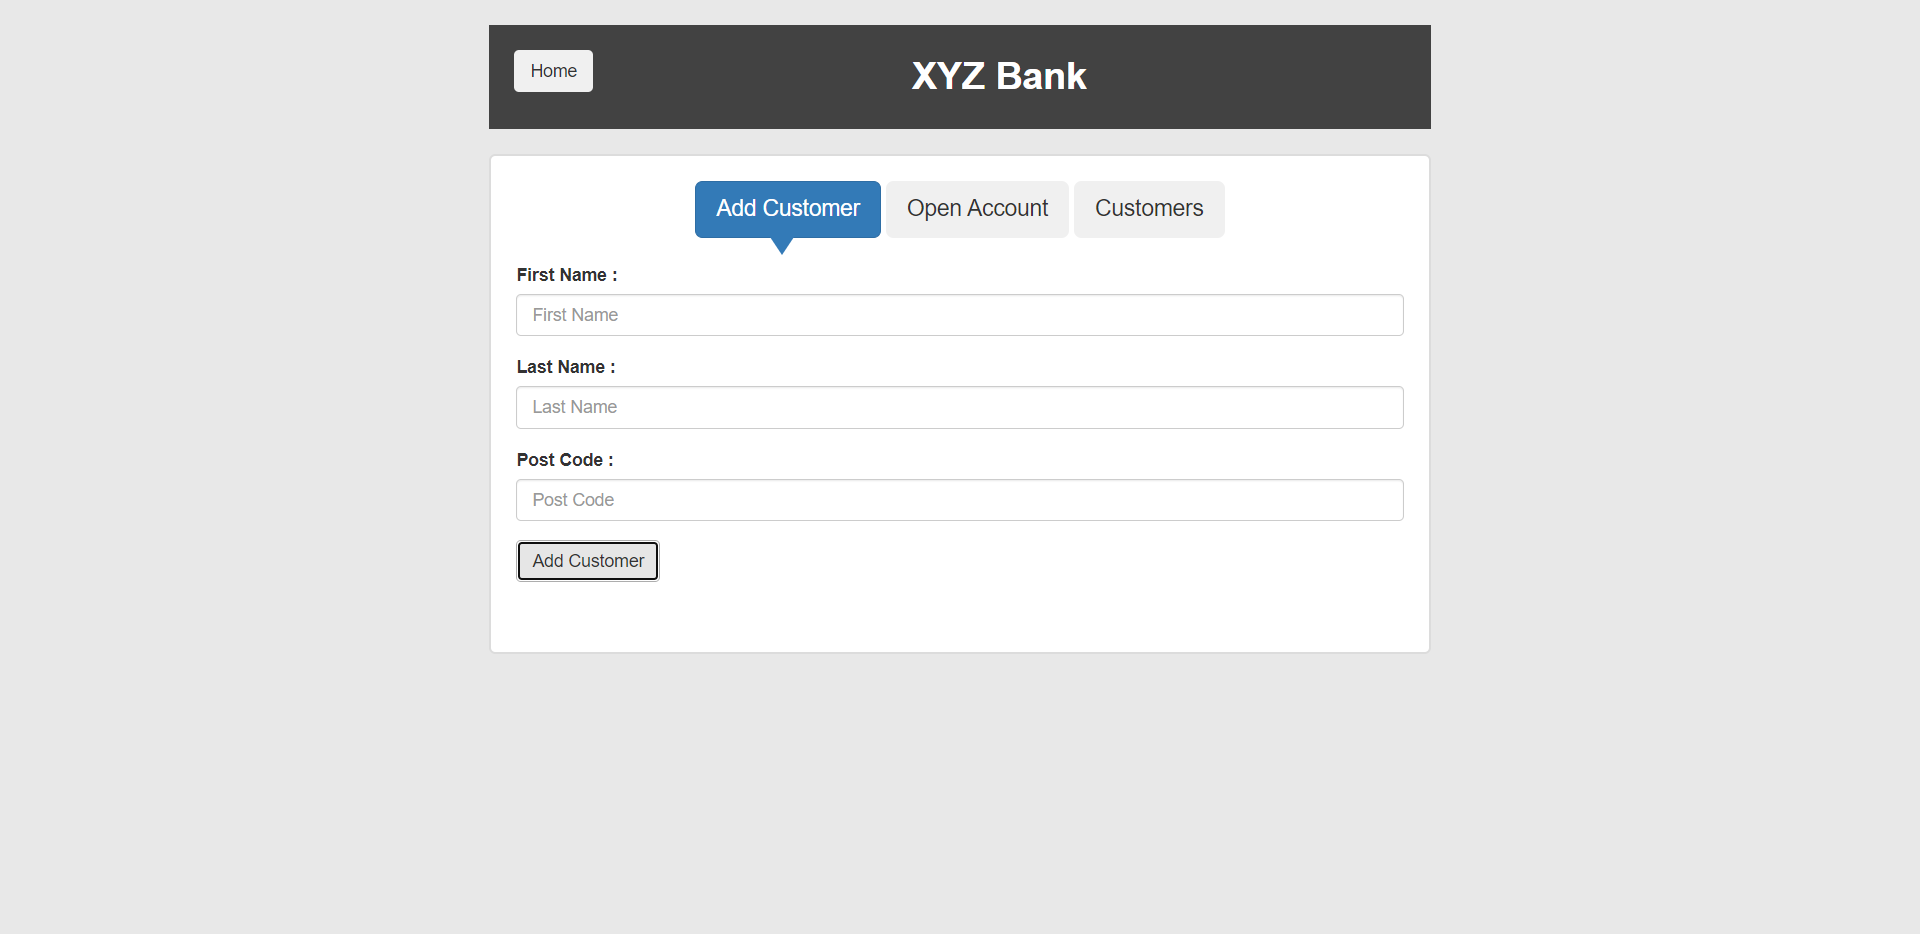 Home
XYZ Bank
Add Customer
Open Account
Customers
First Name :
First Name
Last Name :
Last Name
Post Code :
Post Code
Add Customer